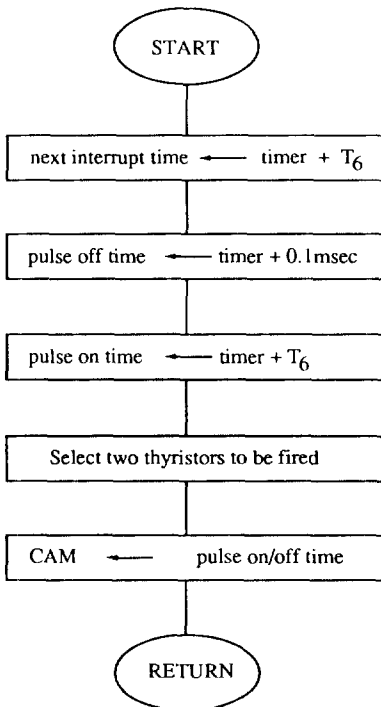 START
next interrupt time ← timer + T6
pulse off time ← timer + 0.1msec
pulse on time ← timer + T6
Select two thyristors to be fired
CAM ← pulse on/off time
RETURN